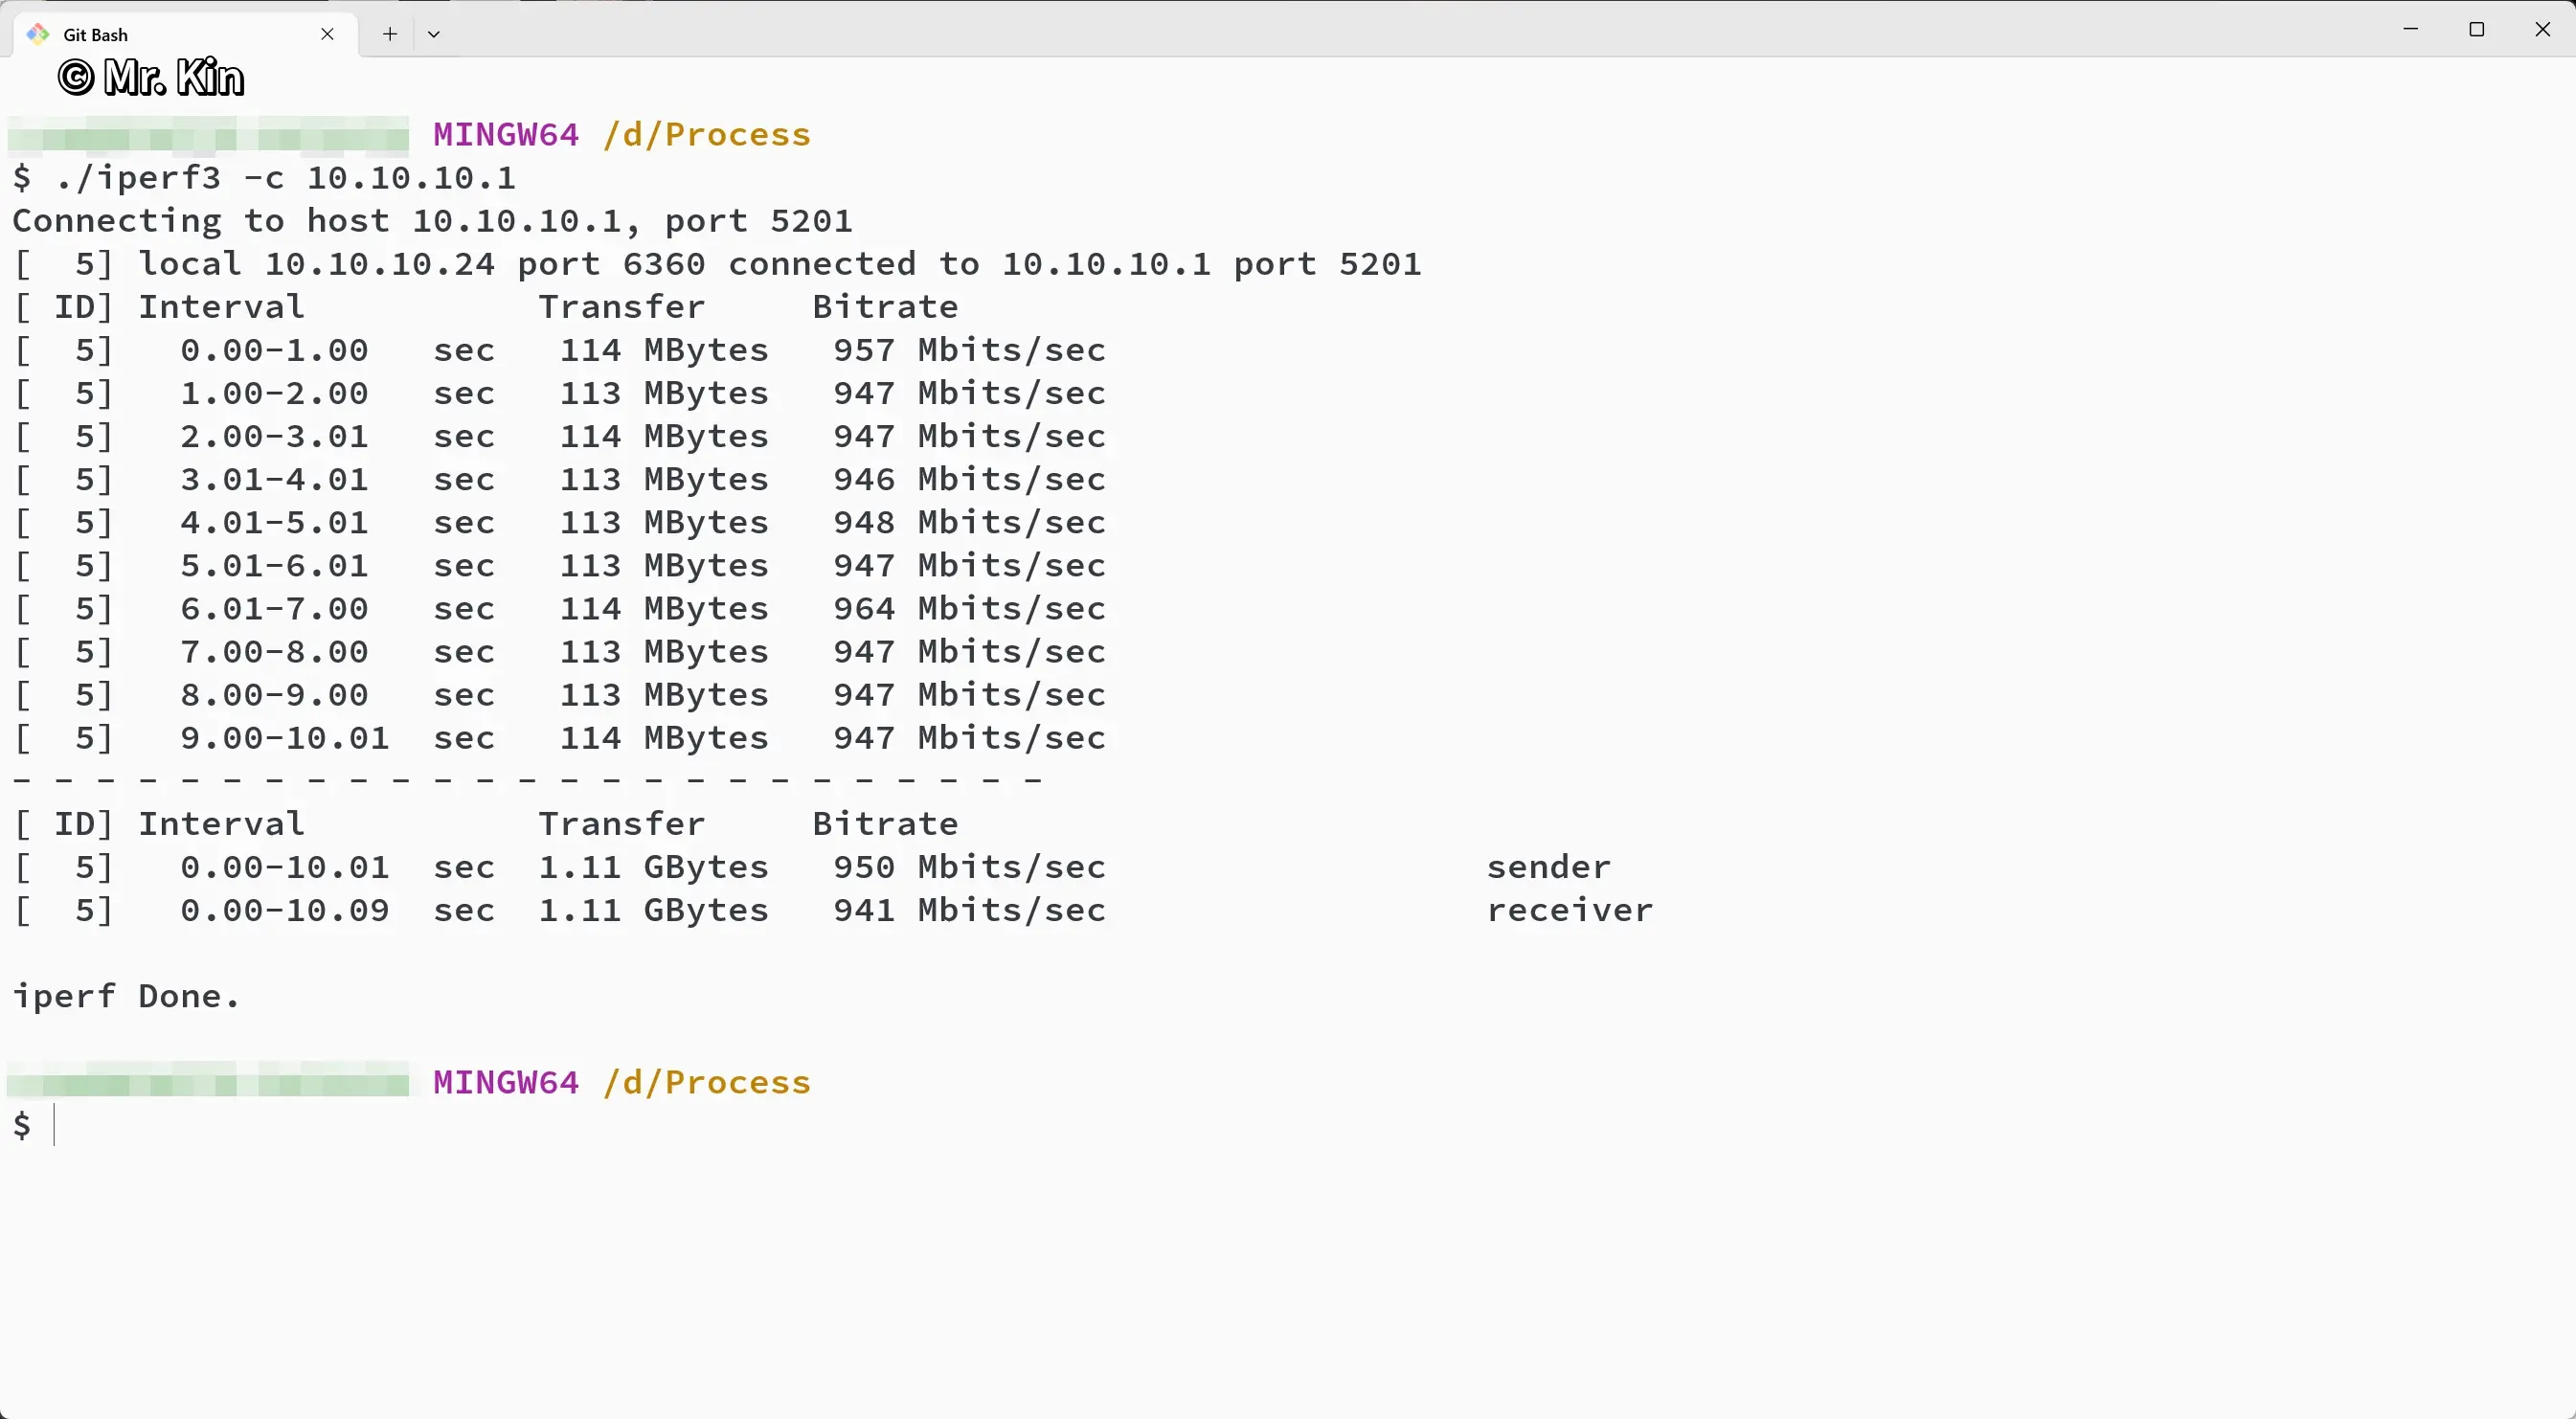 Git Bash
© Mr. Kin
MINGW64 /d/Process
$ ./iperf3 -c 10.10.10.1
Connecting to host 10.10.10.1, port 5201
[  5] local 10.10.10.24 port 6360 connected to 10.10.10.1 port 5201
[ ID] Interval           Transfer     Bitrate
[  5]   0.00-1.00   sec   114 MBytes   957 Mbits/sec
[  5]   1.00-2.00   sec   113 MBytes   947 Mbits/sec
[  5]   2.00-3.01   sec   114 MBytes   947 Mbits/sec
[  5]   3.01-4.01   sec   113 MBytes   946 Mbits/sec
[  5]   4.01-5.01   sec   113 MBytes   948 Mbits/sec
[  5]   5.01-6.01   sec   113 MBytes   947 Mbits/sec
[  5]   6.01-7.00   sec   114 MBytes   964 Mbits/sec
[  5]   7.00-8.00   sec   113 MBytes   947 Mbits/sec
[  5]   8.00-9.00   sec   113 MBytes   947 Mbits/sec
[  5]   9.00-10.01  sec   114 MBytes   947 Mbits/sec
- - - - - - - - - - - - - - - - - - - - - - - - -
[ ID] Interval           Transfer     Bitrate
[  5]   0.00-10.01  sec  1.11 GBytes   950 Mbits/sec                  sender
[  5]   0.00-10.09  sec  1.11 GBytes   941 Mbits/sec                  receiver
iperf Done.
MINGW64 /d/Process
$